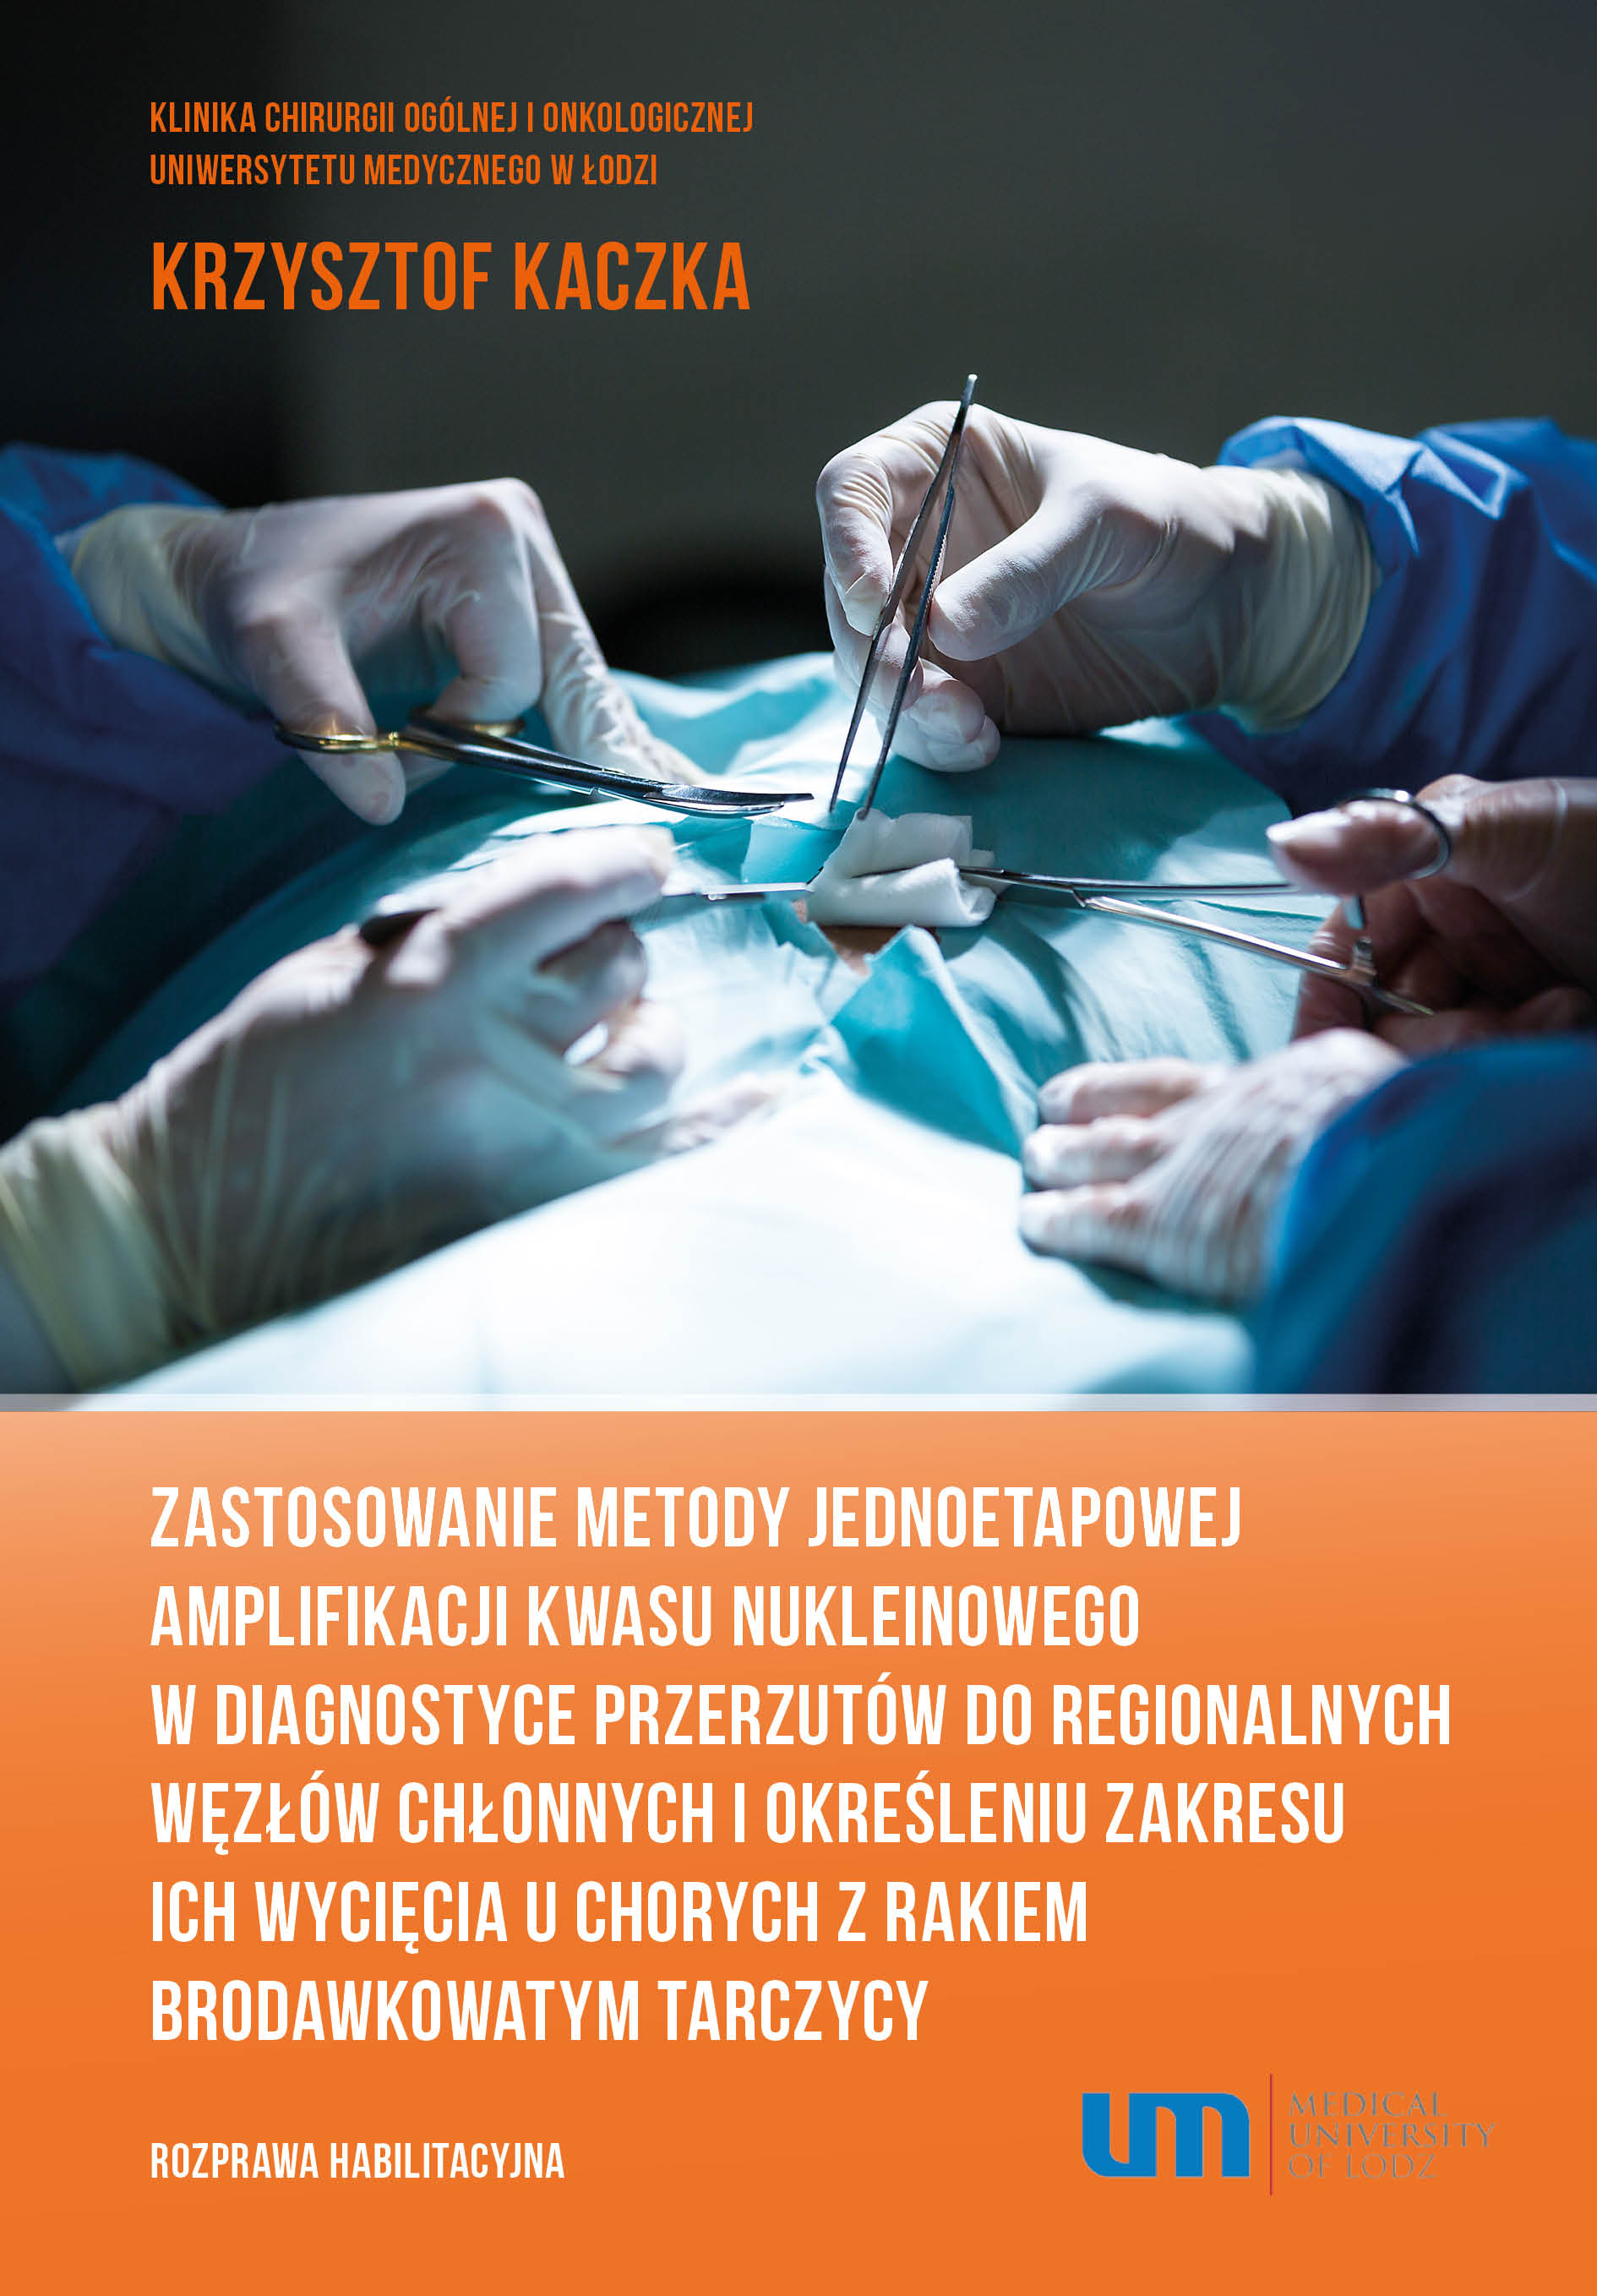 KLINIKA CHIRURGII OGÓLNEJ I ONKOLOGICZNEJ
UNIWERSYTETU MEDYCZNEGO W ŁODZI
KRZYSZTOF KACZKA
ZASTOSOWANIE METODY JEDNOETAPOWEJ
AMPLIFIKACJI KWASU NUKLEINOWEGO
W DIAGNOSTYCE PRZERZUTÓW DO REGIONALNYCH
WĘZŁÓW CHŁONNYCH I OKREŚLENIU ZAKRESU
ICH WYCIĘCIA U CHORYCH Z RAKIEM
BRODAWKOWATYM TARCZYCY
ROZPRAWA HABILITACYJNA
um
MEDICAL
UNIVERSITY
OF LODZ